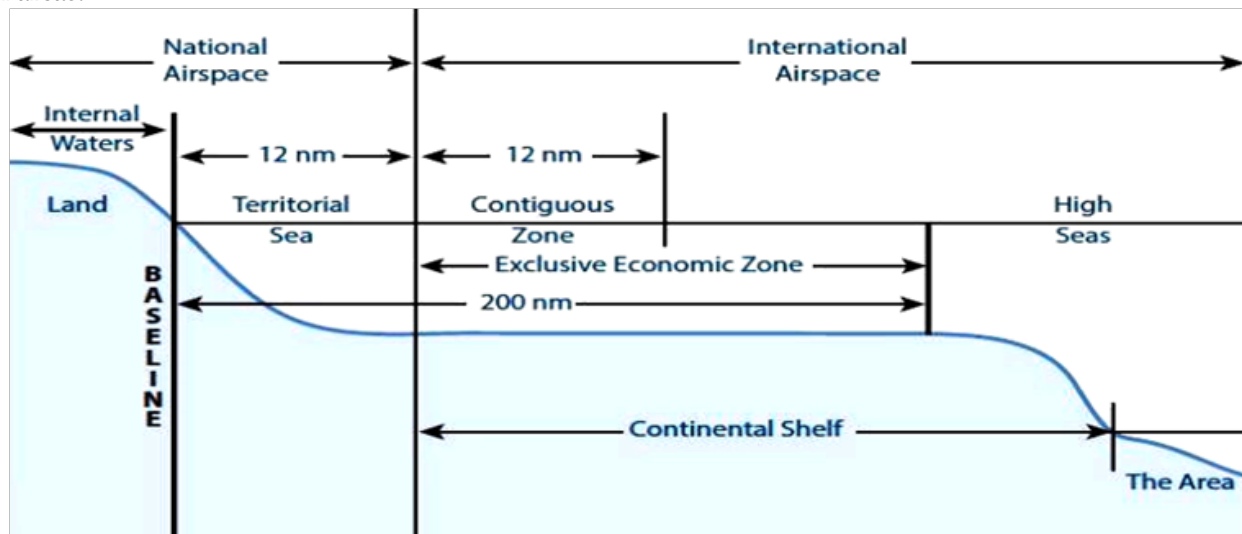 National
Airspace
International
Airspace
Internal
Waters
12 nm
12 nm
Land
Territorial
Sea
Contiguous
Zone
High
Seas
Exclusive Economic Zone
200 nm
BASELINE
Continental Shelf
The Area